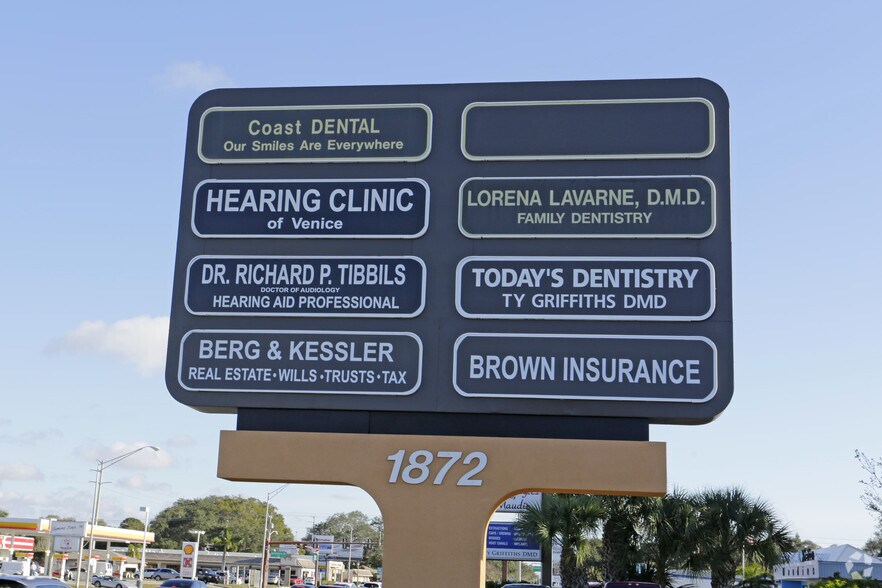 Coast DENTAL
Our Smiles Are Everywhere
HEARING CLINIC
of Venice
DR. RICHARD P. TIBBILS
DOCTOR OF AUDIOLOGY
HEARING AID PROFESSIONAL
BERG & KESSLER
REAL ESTATE•WILLS•TRUSTS•TAX
LORENA LAVARNE, D.M.D.
FAMILY DENTISTRY
TODAY'S DENTISTRY
TY GRIFFITHS DMD
BROWN INSURANCE
1872